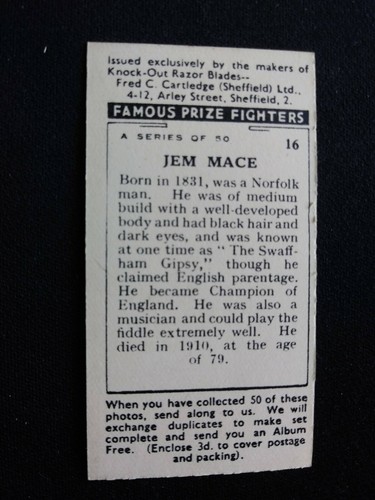 Issued exclusively by the makers of
Knock-Out Razor Blades--
Fred C. Cartledge (Sheffield) Ltd.,
4-12, Arley Street, Sheffield, 2.
FAMOUS PRIZE FIGHTERS
A SERIES OF 50
16
JEM MACE
Born in 1831, was a Norfolk
man. He was of medium
build with a well-developed
body and had black hair and
dark eyes, and was known
at one time as " The Swaff-
ham Gipsy," though he
claimed English parentage.
He became Champion of
England. He was also a
musician and could play the
fiddle extremely well. He
died in 1910, at the age
of 79.
When you have collected 50 of these
photos, send along to us. We will
exchange duplicates to make set
complete and send you an Album
Free. (Enclose 3d. to cover postage
and packing).